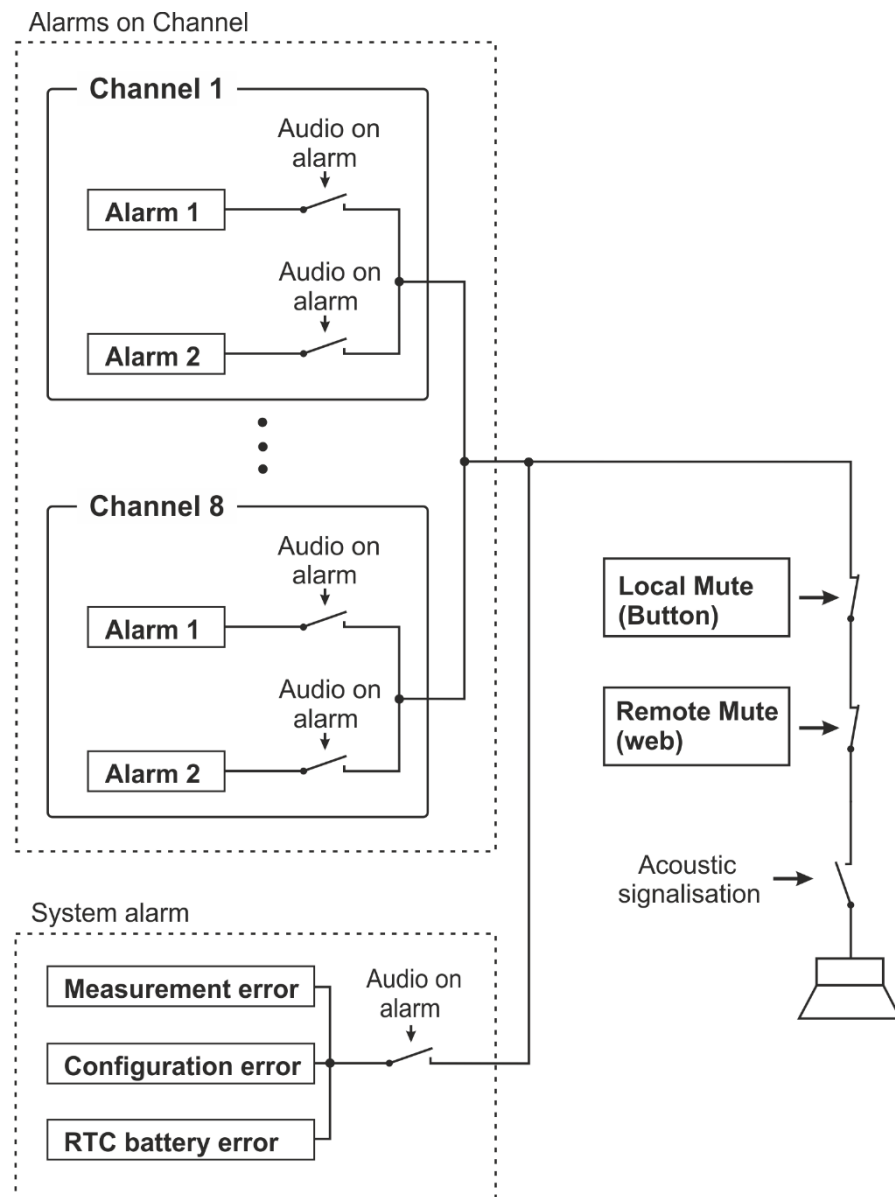 Alarms on Channel
Channel 1
Audio on
alarm
Alarm 1
Audio on
alarm
Alarm 2
Channel 8
Audio on
alarm
Alarm 1
Audio on
alarm
Alarm 2
Local Mute
(Button)
Remote Mute
(web)
Acoustic
signalisation
System alarm
Measurement error
Audio on
alarm
Configuration error
RTC battery error